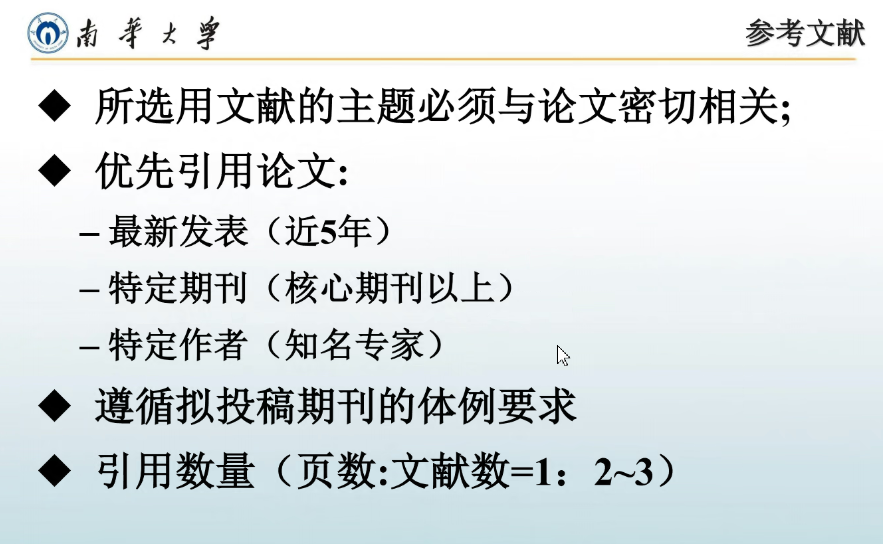 南华大学
参考文献
◆ 所选用文献的主题必须与论文密切相关;
◆ 优先引用论文:
– 最新发表（近5年）
– 特定期刊（核心期刊以上）
– 特定作者（知名专家）
◆ 遵循拟投稿期刊的体例要求
◆ 引用数量（页数:文献数=1：2~3）